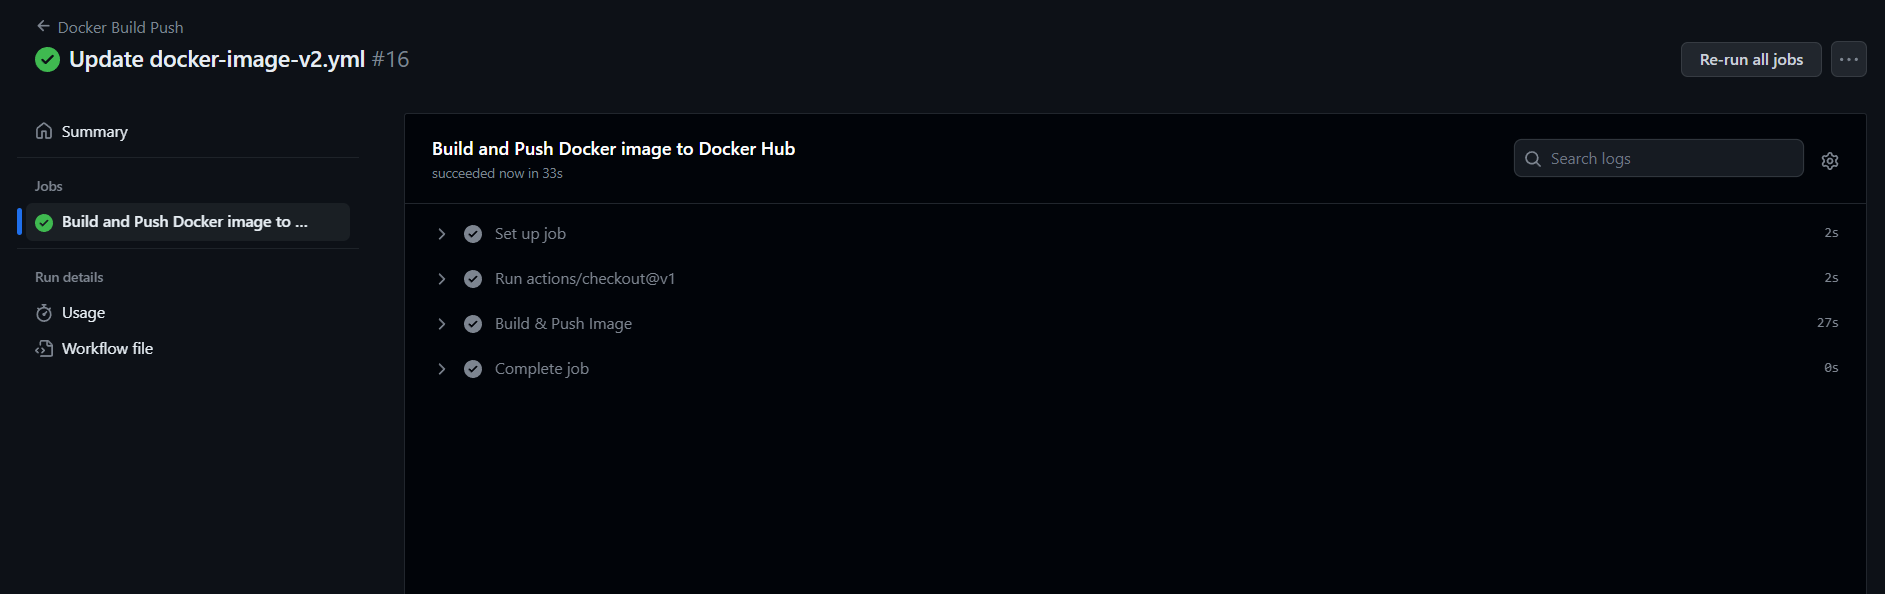 Docker Build Push
Update docker-image-v2.yml #16
Re-run all jobs
Summary
Jobs
Build and Push Docker image to ...
Run details
Usage
Workflow file
Build and Push Docker image to Docker Hub
succeeded now in 33s
Search logs
Set up job 2s
Run actions/checkout@v1 2s
Build & Push Image 27s
Complete job 0s